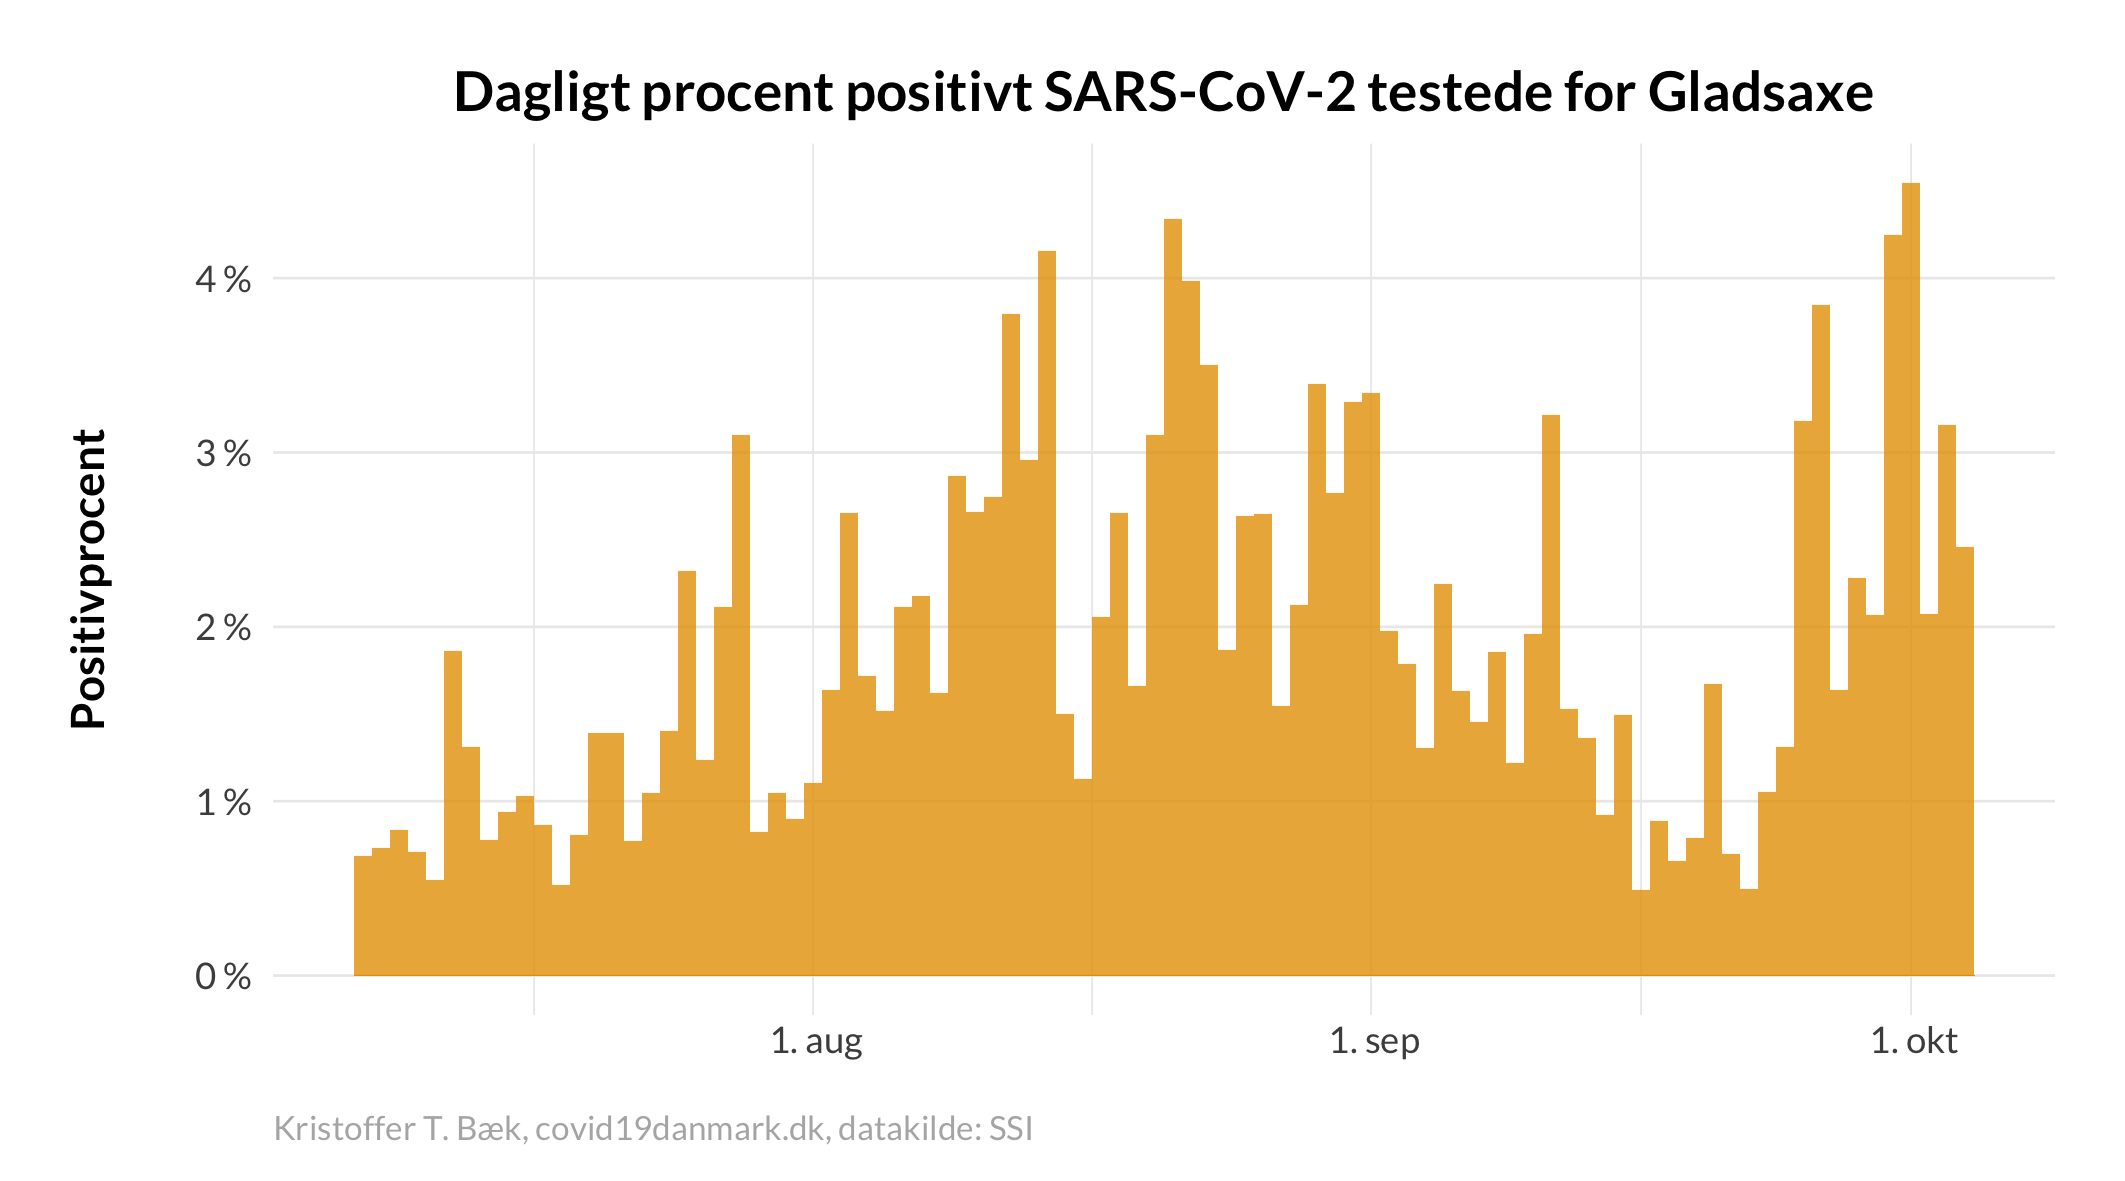 Dagligt procent positivt SARS-CoV-2 testede for Gladsaxe
Positivprocent
4 %
3 %
2 %
1 %
0 %
1. aug
1. sep
1. okt
Kristoffer T. Bæk, covid19danmark.dk, datakilde: SSI